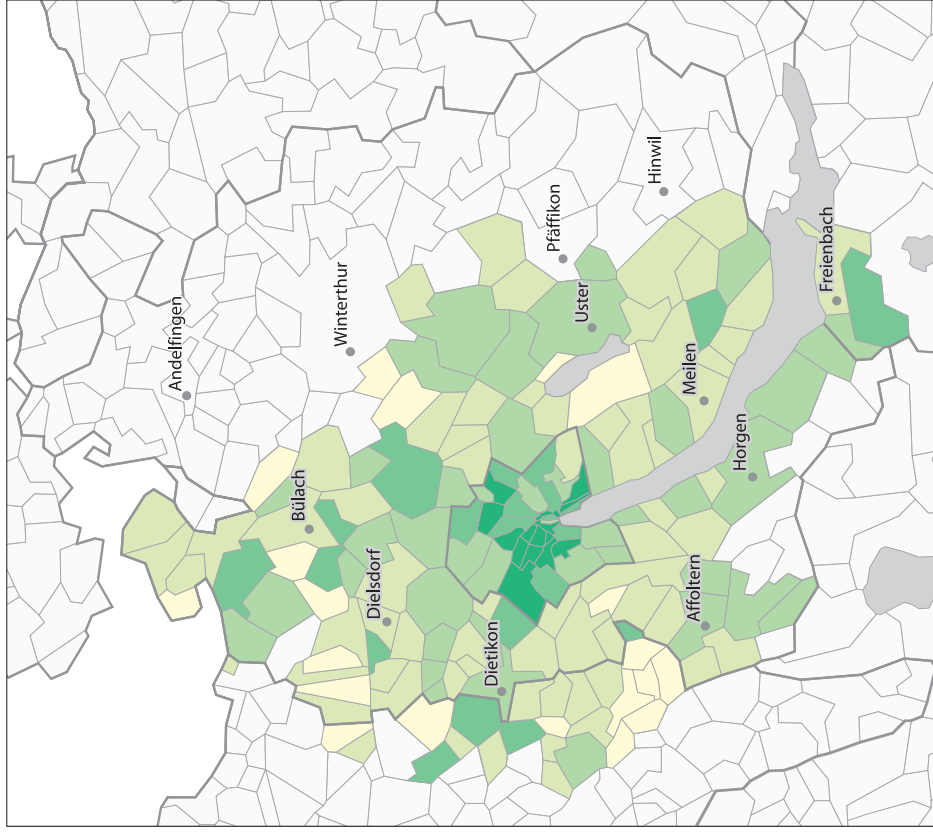 Andelfingen
Winterthur
Hinwil
Pfäffikon
Bülach
Uster
Freienbach
Meilen
Dielsdorf
Horgen
Affoltern
Dietikon